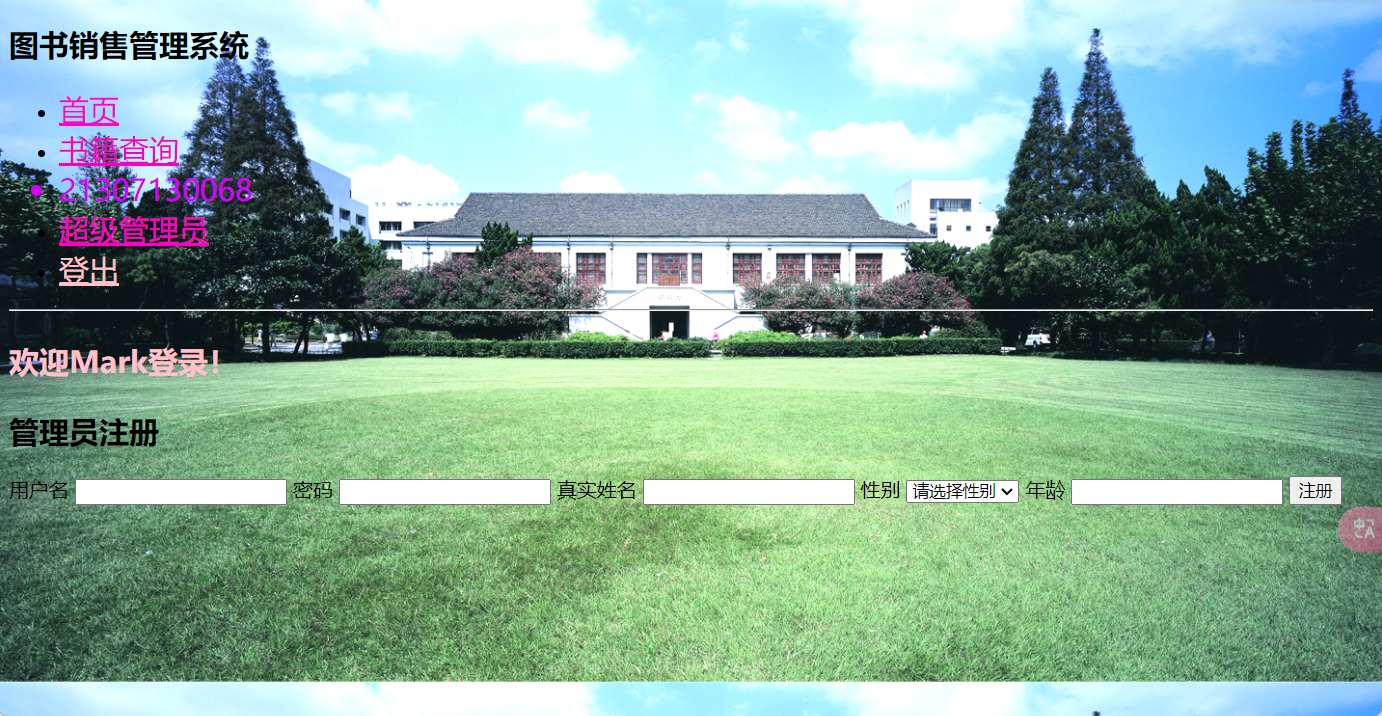 图书销售管理系统
首页
书籍查询
21307130068
超级管理员
登出
欢迎Mark登录！
管理员注册
用户名 密码 真实姓名 性别 请选择性别 年龄 注册